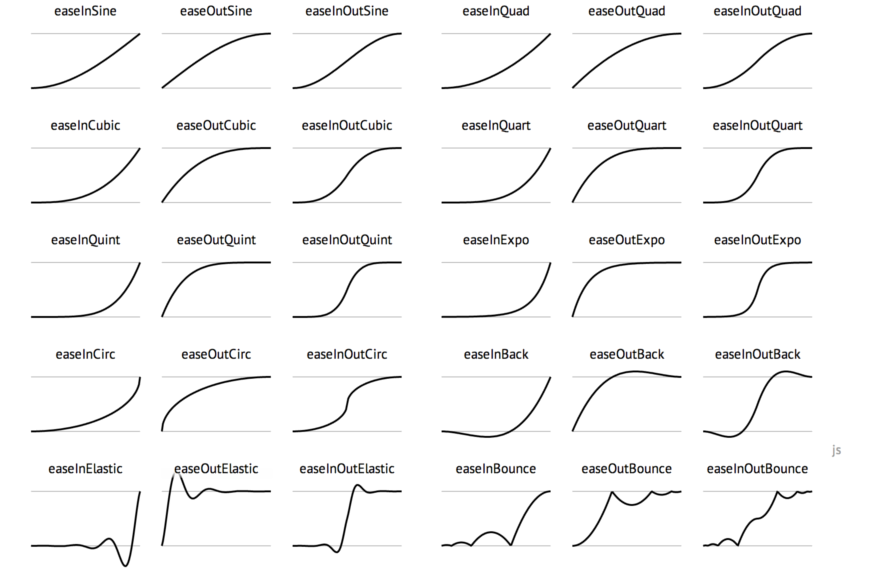 easeInSine easeOutSine easeInOutSine easeInQuad easeOutQuad easeInOutQuad
easeInCubic easeOutCubic easeInOutCubic easeInQuart easeOutQuart easeInOutQuart
easeInQuint easeOutQuint easeInOutQuint easeInExpo easeOutExpo easeInOutExpo
easeInCirc easeOutCirc easeInOutCirc easeInBack easeOutBack easeInOutBack
js
easeInElastic easeOutElastic easeInOutElastic easeInBounce easeOutBounce easeInOutBounce